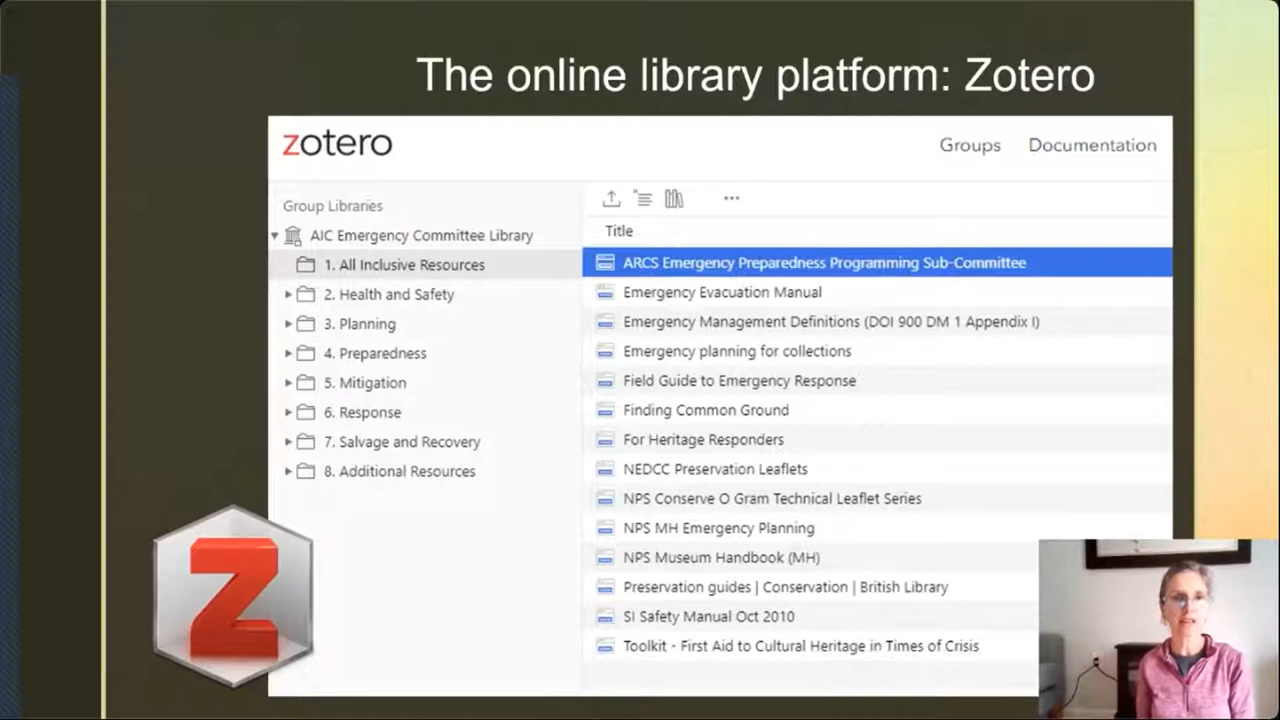 The online library platform: Zotero
zotero
Groups
Documentation
Group Libraries
AIC Emergency Committee Library
1. All Inclusive Resources
2. Health and Safety
3. Planning
4. Preparedness
5. Mitigation
6. Response
7. Salvage and Recovery
8. Additional Resources
Title
ARCS Emergency Preparedness Programming Sub-Committee
Emergency Evacuation Manual
Emergency Management Definitions (DOI 900 DM 1 Appendix I)
Emergency planning for collections
Field Guide to Emergency Response
Finding Common Ground
For Heritage Responders
NEDCC Preservation Leaflets
NPS Conserve O Gram Technical Leaflet Series
NPS MH Emergency Planning
NPS Museum Handbook (MH)
Preservation guides | Conservation | British Library
SI Safety Manual Oct 2010
Toolkit - First Aid to Cultural Heritage in Times of Crisis
Z